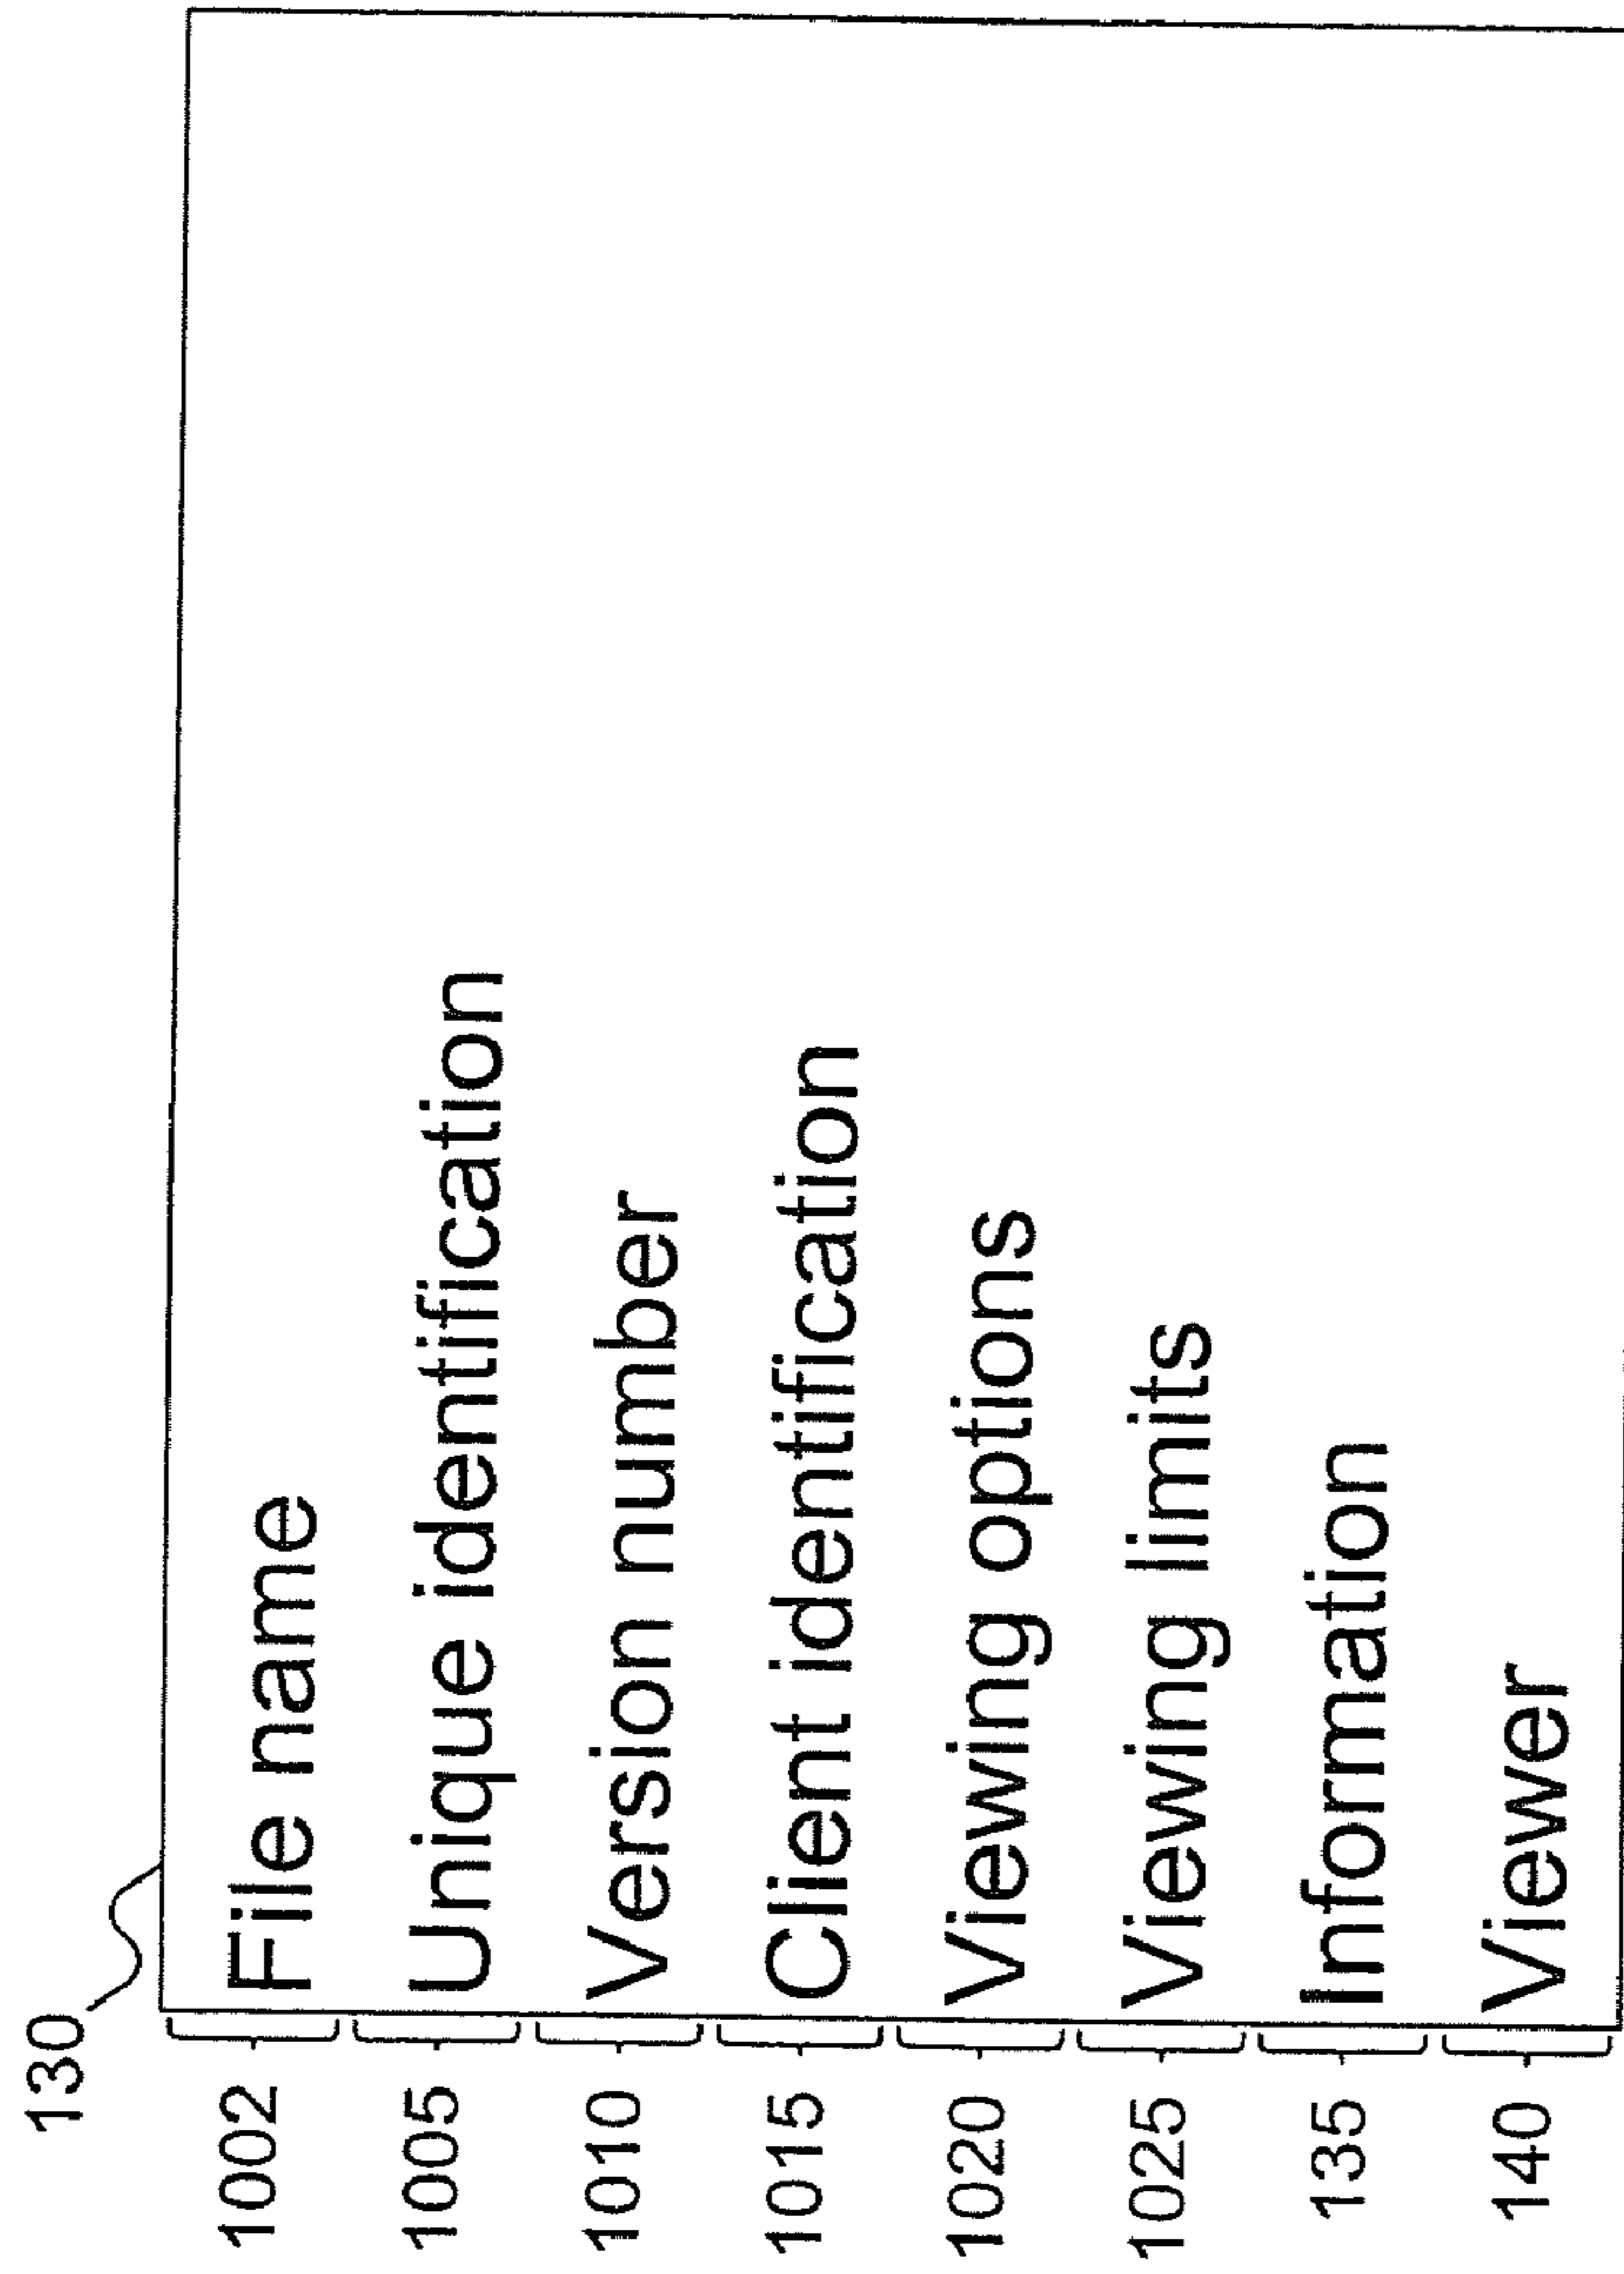 130
1002 File name
1005 Unique identification
1010 Version number
1015 Client identification
1020 Viewing options
1025 Viewing limits
135 Information
140 Viewer